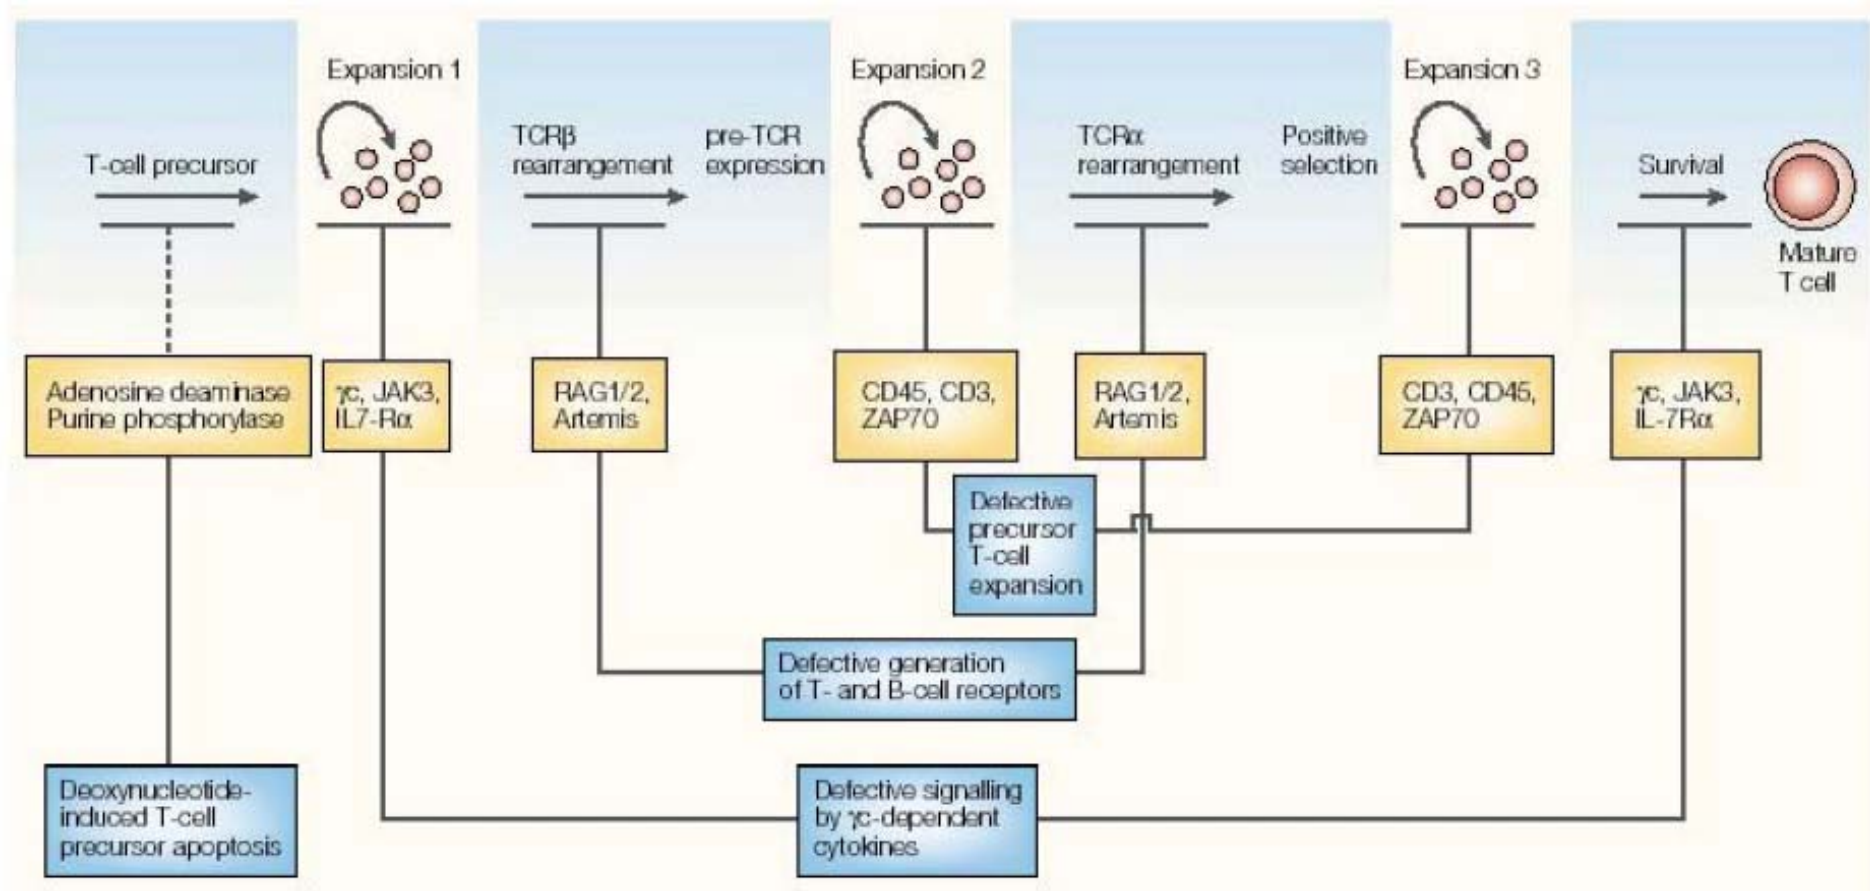 Expansion 1
Expansion 2
Expansion 3
T-cell precursor
TCRβ
rearrangement
pre-TCR
expression
TCRα
rearrangement
Positive
selection
Survival
Mature
T cell
Adenosine deaminase
Purine phosphorylase
γc, JAK3,
IL7-Rα
RAG1/2,
Artemis
CD45, CD3,
ZAP70
RAG1/2,
Artemis
CD3, CD45,
ZAP70
γc, JAK3,
IL-7Rα
Defective
precursor
T-cell
expansion
Defective generation
of T- and B-cell receptors
Deoxynucleotide-
induced T-cell
precursor apoptosis
Defective signalling
by γc-dependent
cytokines